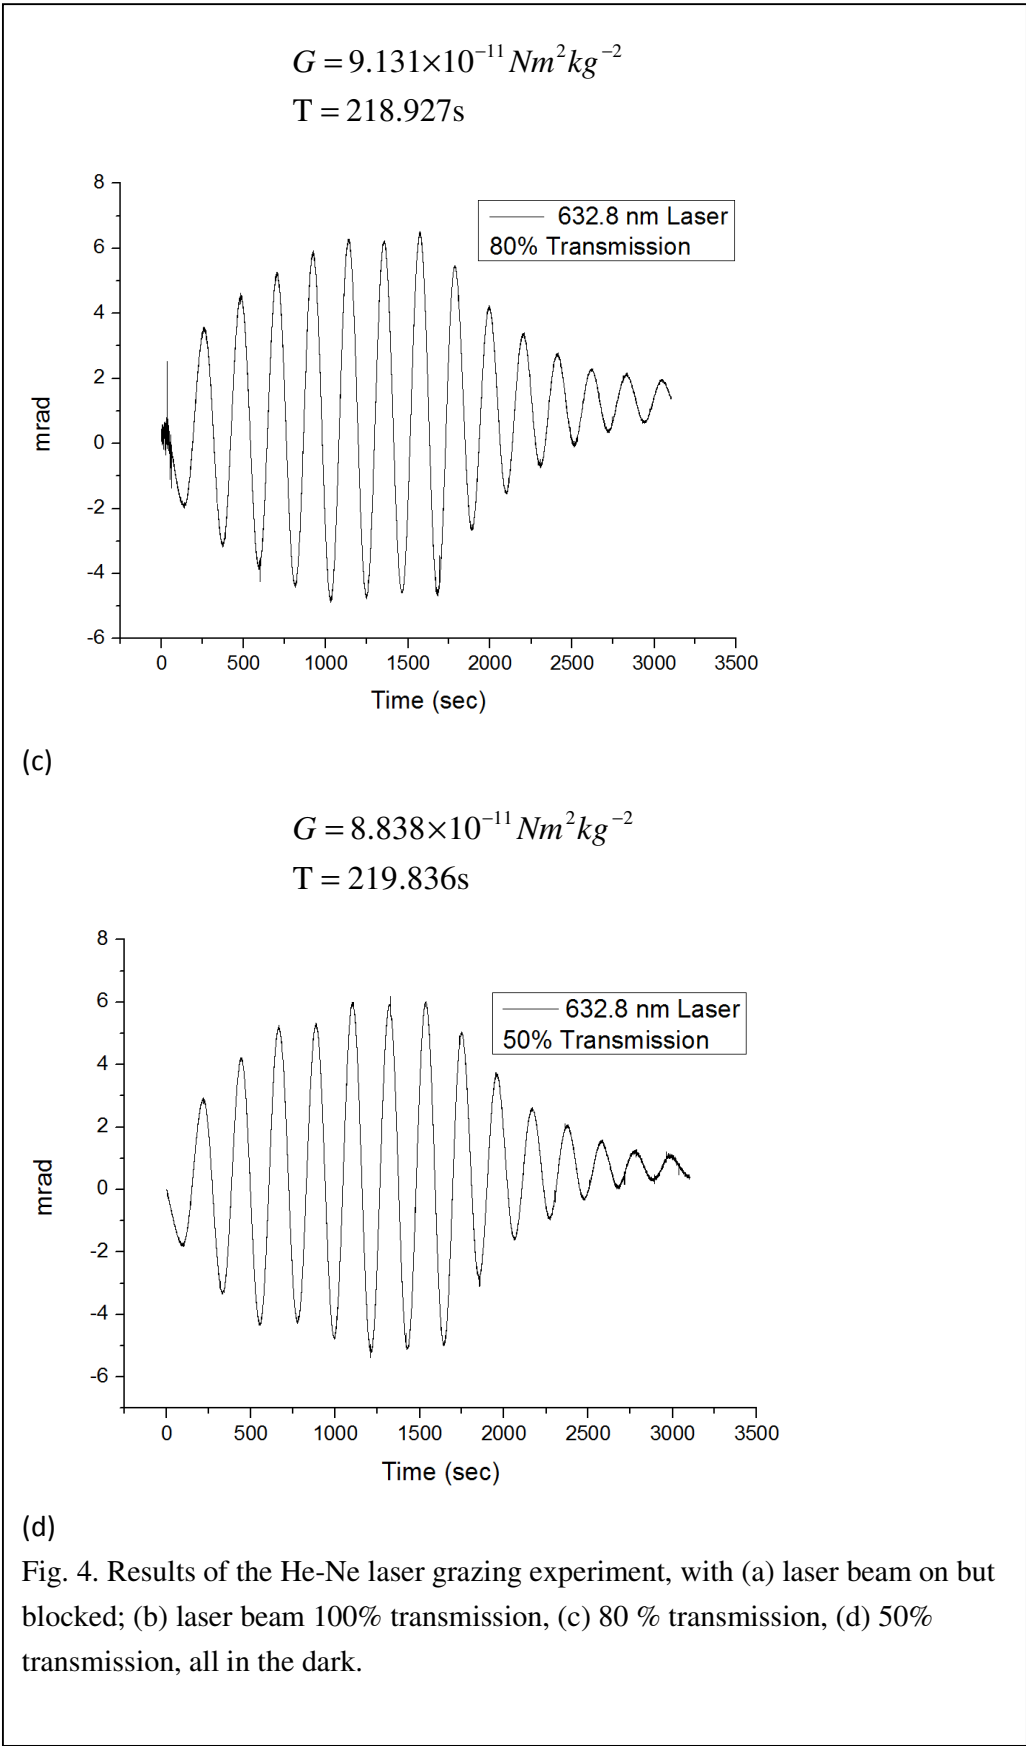 G = 9.131×10⁻¹¹ Nm²kg⁻²
T = 218.927s
8
6
4
2
0
-2
-4
-6
mrad
632.8 nm Laser
80% Transmission
0 500 1000 1500 2000 2500 3000 3500
Time (sec)
(c)
G = 8.838×10⁻¹¹ Nm²kg⁻²
T = 219.836s
8
6
4
2
0
-2
-4
-6
mrad
632.8 nm Laser
50% Transmission
0 500 1000 1500 2000 2500 3000 3500
Time (sec)
(d)
Fig. 4. Results of the He-Ne laser grazing experiment, with (a) laser beam on but
blocked; (b) laser beam 100% transmission, (c) 80 % transmission, (d) 50%
transmission, all in the dark.